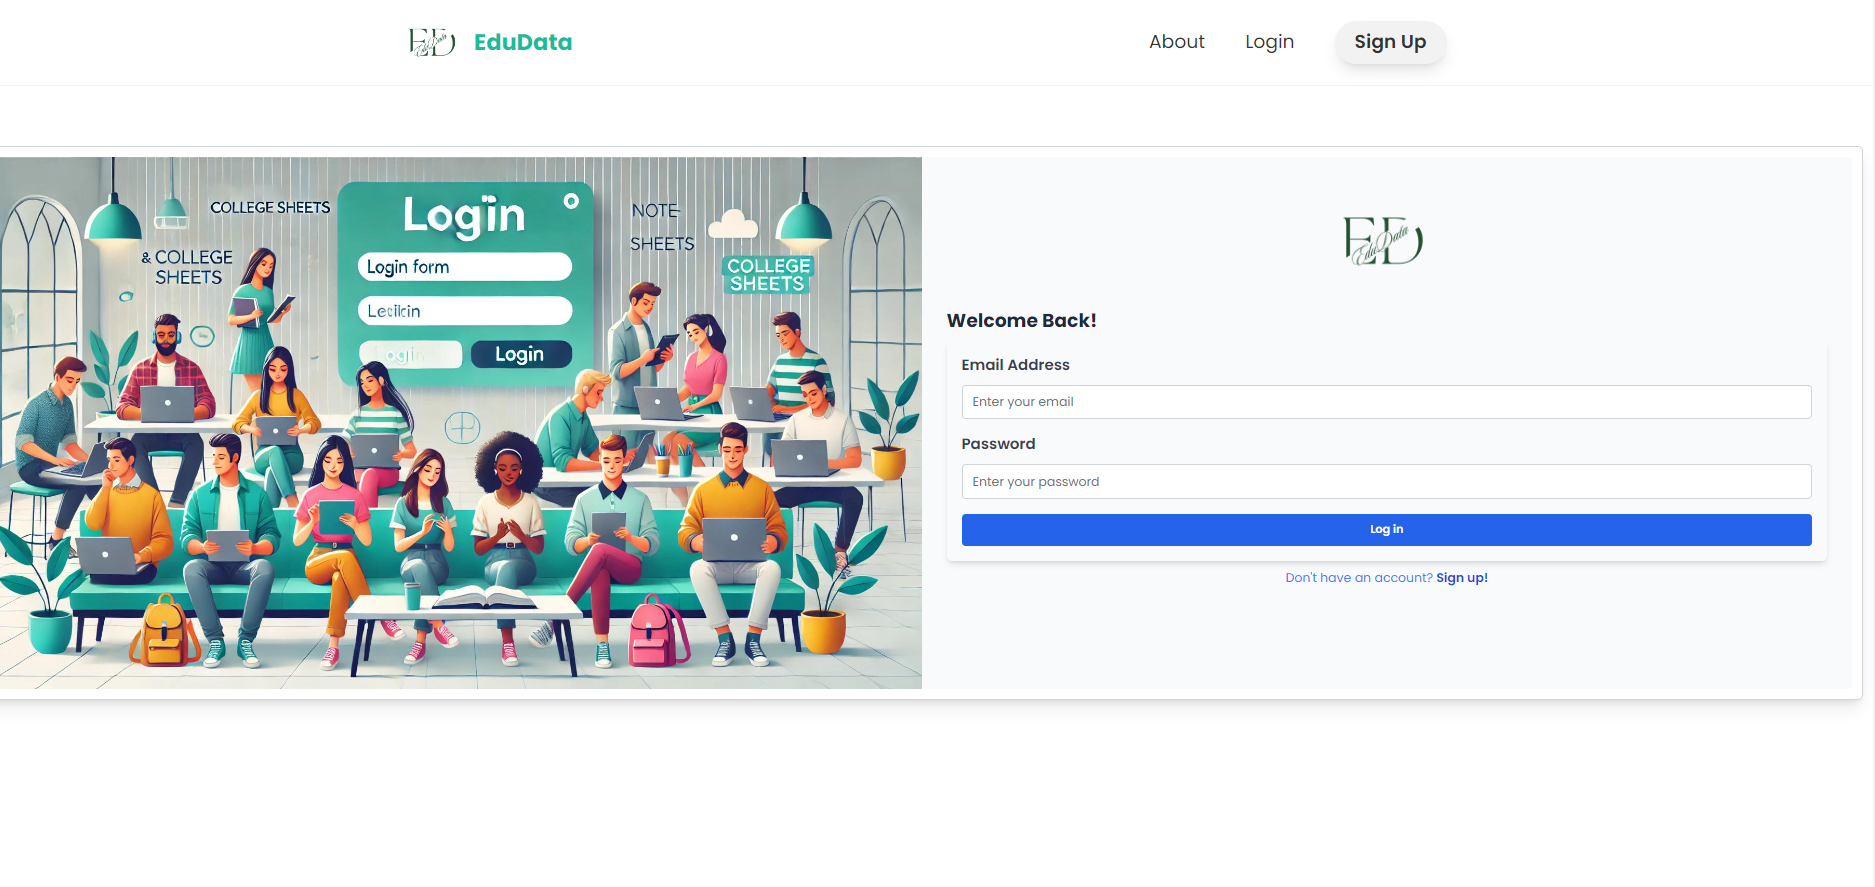 ED EduData
EduData
About
Login
Sign Up
COLLEGE SHEETS
& COLLEGE
SHEETS
Login
Login form
Login
NOTE
SHEETS
COLLEGE
SHEETS
ED EduData
Welcome Back!
Email Address
Enter your email
Password
Enter your password
Log in
Don't have an account? Sign up!